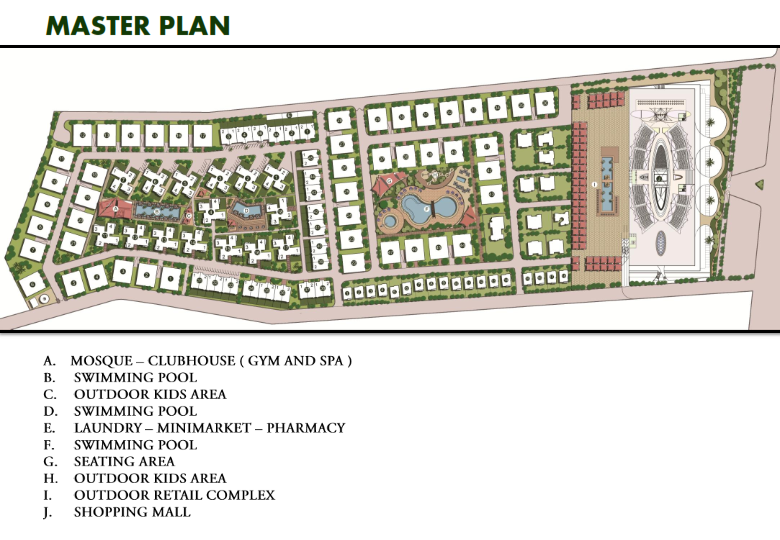 MASTER PLAN
A. MOSQUE – CLUBHOUSE ( GYM AND SPA )
B. SWIMMING POOL
C. OUTDOOR KIDS AREA
D. SWIMMING POOL
E. LAUNDRY – MINIMARKET – PHARMACY
F. SWIMMING POOL
G. SEATING AREA
H. OUTDOOR KIDS AREA
I. OUTDOOR RETAIL COMPLEX
J. SHOPPING MALL